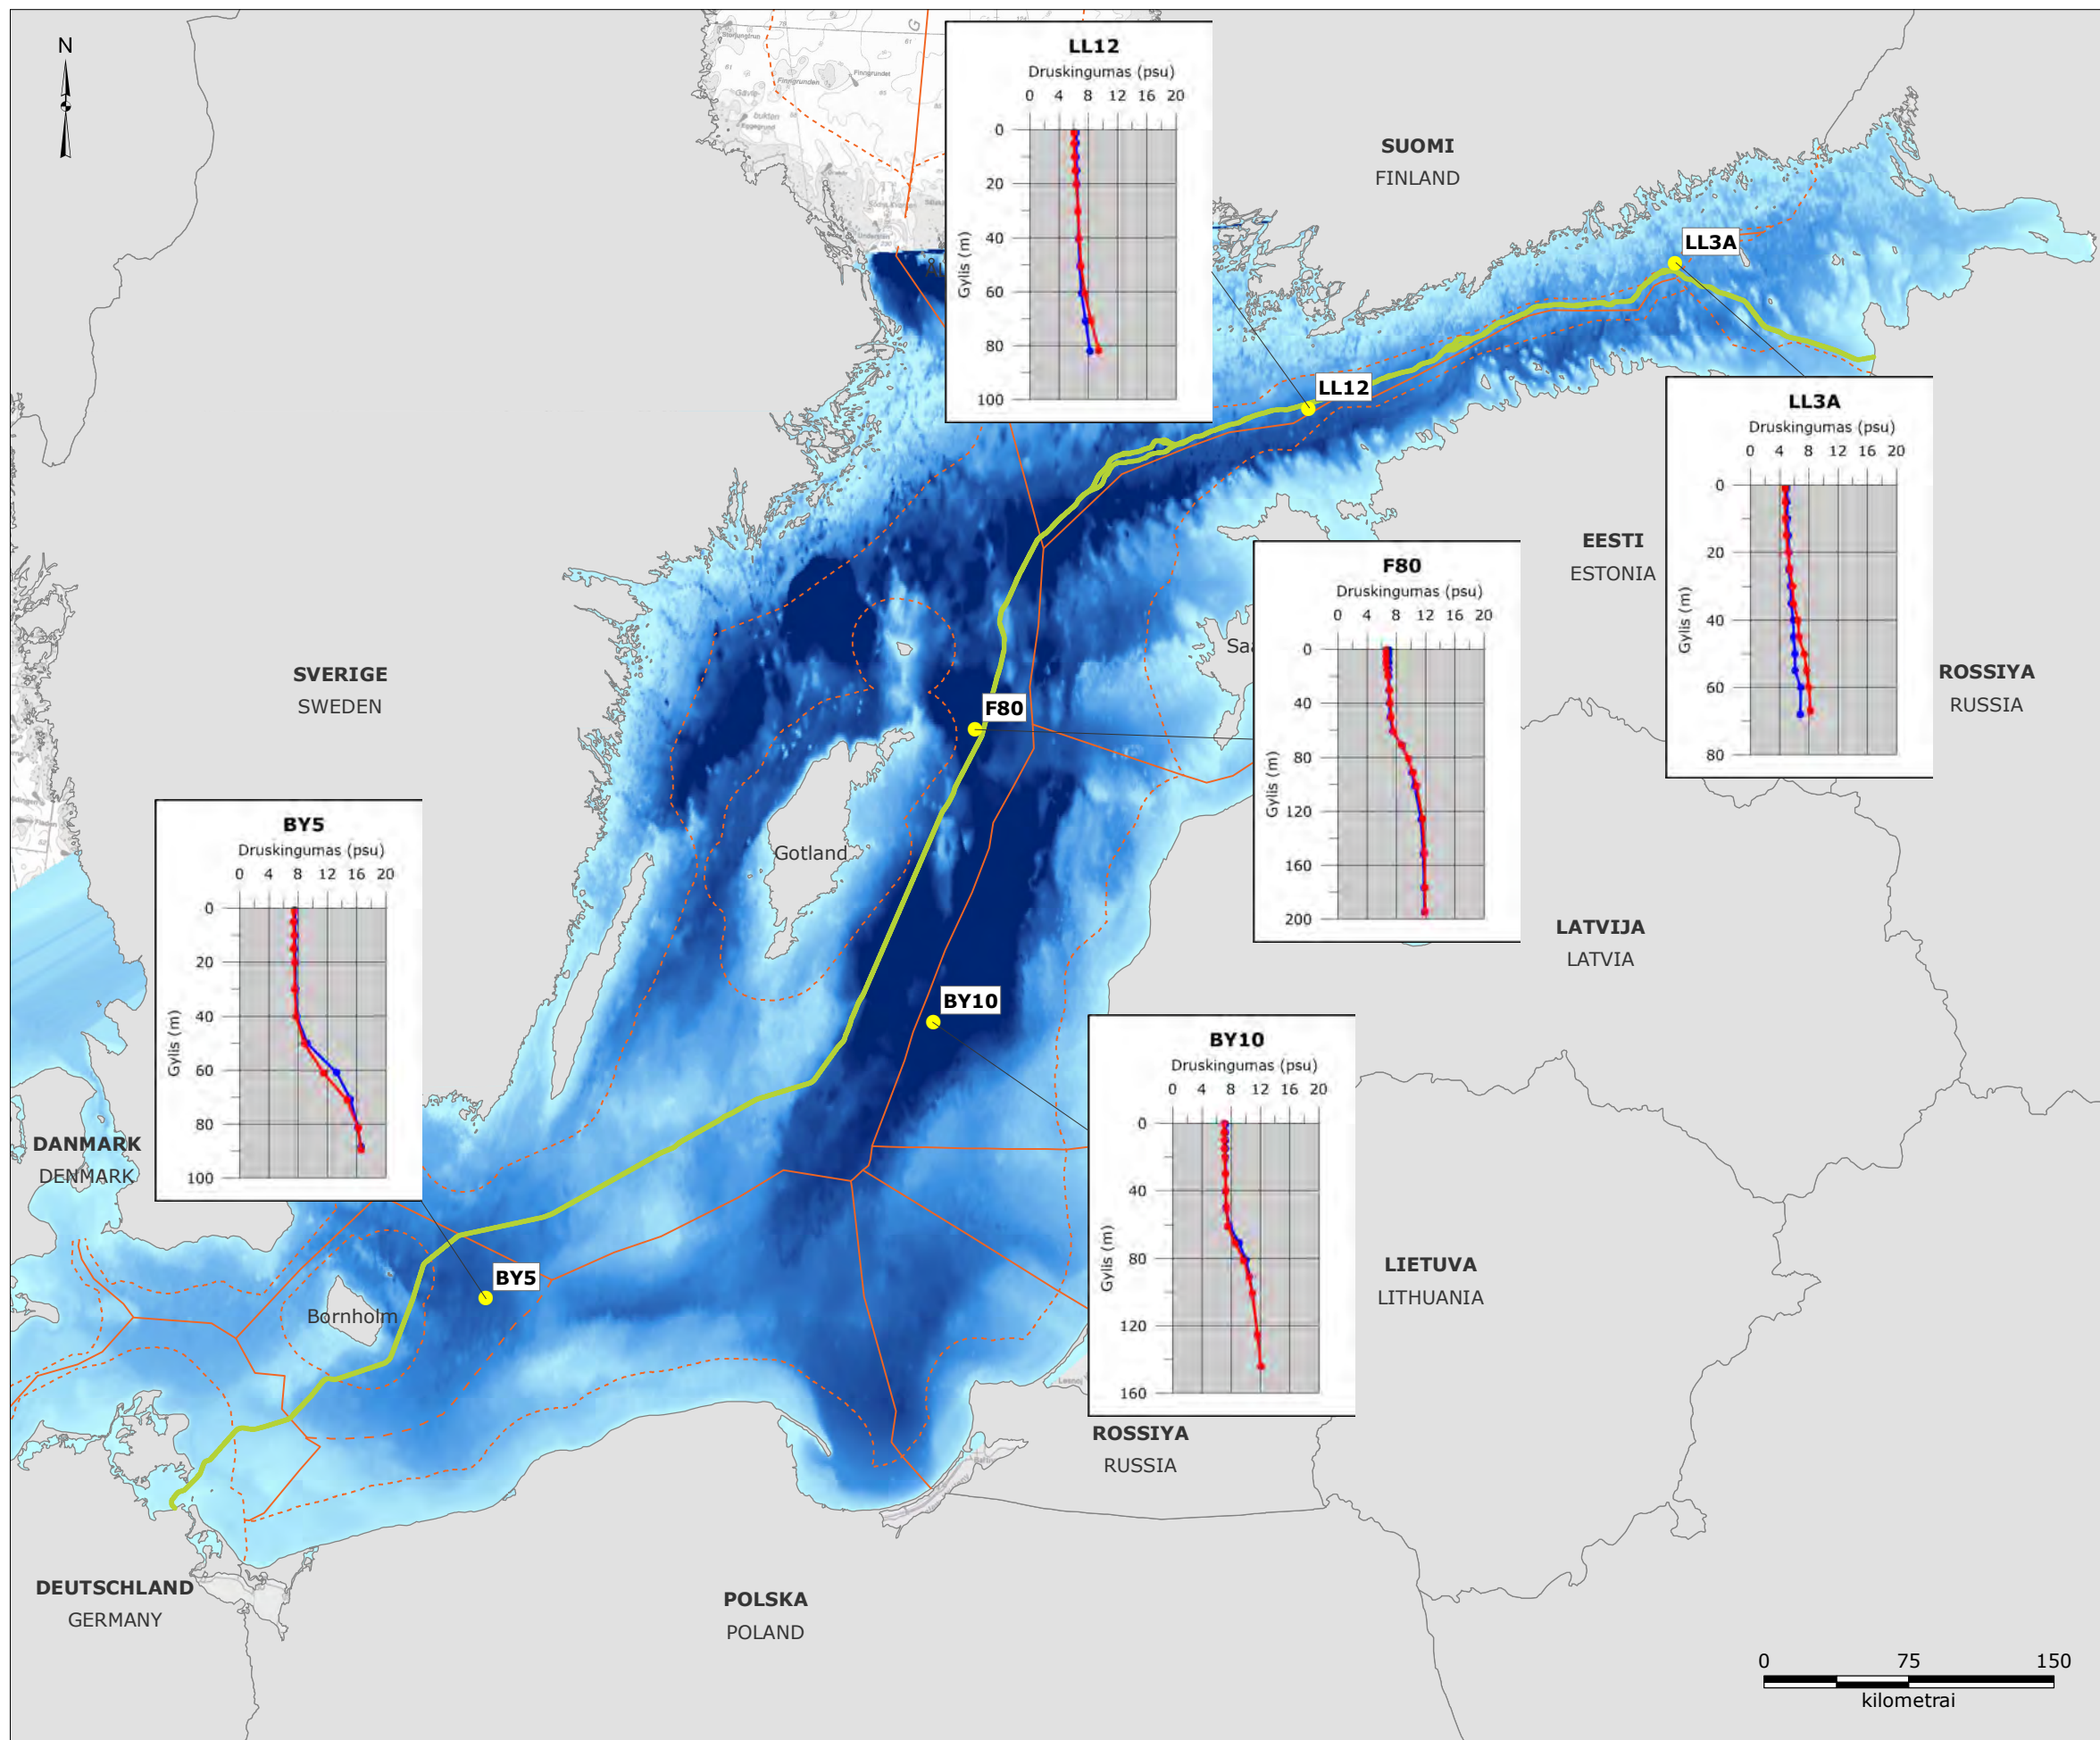 N
LL12
Druskingumas (psu)
0 4 8 12 16 20
Gylis (m)
0
20
40
60
80
100
SUOMI
FINLAND
LL3A
LL12
LL3A
Druskingumas (psu)
0 4 8 12 16 20
Gylis (m)
0
20
40
60
80
EESTI
ESTONIA
ROSSIYA
RUSSIA
F80
Druskingumas (psu)
0 4 8 12 16 20
Gylis (m)
0
40
80
120
160
200
Saa
SVERIGE
SWEDEN
F80
BY5
Druskingumas (psu)
0 4 8 12 16 20
Gylis (m)
0
20
40
60
80
100
Gotland
LATVIJA
LATVIA
BY10
BY10
Druskingumas (psu)
0 4 8 12 16 20
Gylis (m)
0
40
80
120
160
DANMARK
DENMARK
BY5
Bornholm
LIETUVA
LITHUANIA
ROSSIYA
RUSSIA
DEUTSCHLAND
GERMANY
POLSKA
POLAND
0 75 150
kilometrai